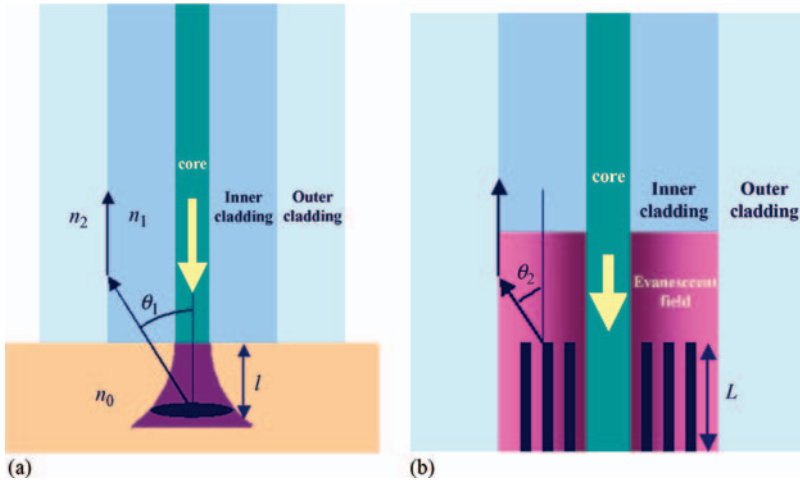 core
Inner
cladding
Outer
cladding
n2
n1
θ1
n0
l
(a)
core
Inner
cladding
Outer
cladding
θ2
Evanescent
field
L
(b)